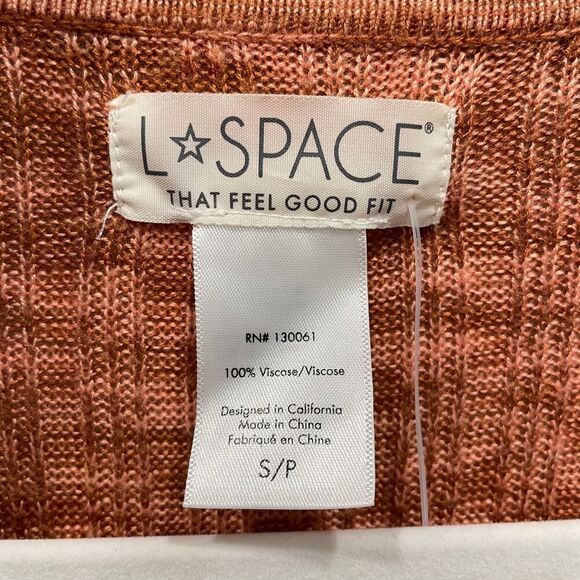 L☆SPACE®
THAT FEEL GOOD FIT
RN# 130061
100% Viscose/Viscose
Designed in California
Made in China
Fabriqué en Chine
S/P